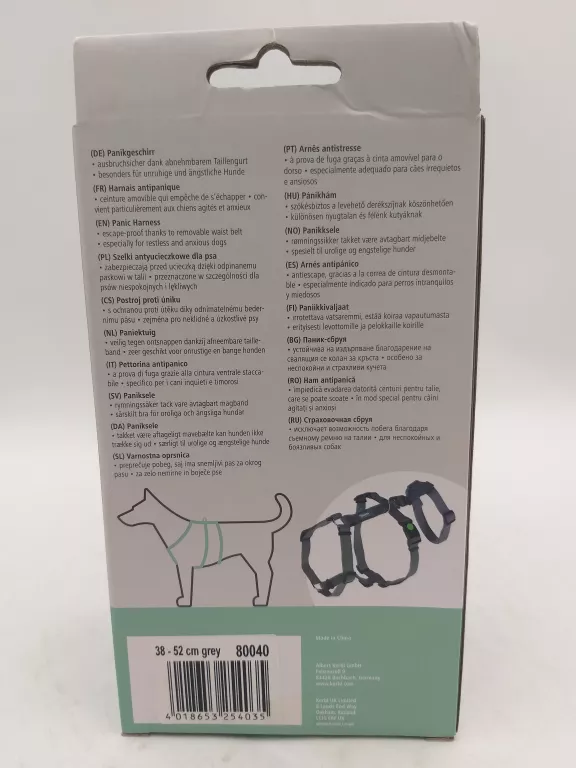 (DE) Panikgeschirr
• ausbruchsicher dank abnehmbarem Taillengurt
• besonders für unruhige und ängstliche Hunde
(FR) Harnais antipanique
• ceinture amovible qui empêche de s'échapper • con-
vient particulièrement aux chiens agités et anxieux
(EN) Panic Harness
• escape-proof thanks to removable waist belt
• especially for restless and anxious dogs
(PL) Szelki antyucieczkowe dla psa
• zabezpieczają przed ucieczką dzięki odpinanemu
paskowi w talii • przeznaczone w szczególności dla
psów niespokojnych i lękliwych
(CS) Postroj proti úniku
• s ochranou proti útěku díky odnímatelnému beder-
nímu pásu • zejména pro neklidné a úzkostlivé psy
(NL) Paniektuig
• veilig tegen ontsnappen dankzij afneembare taille-
band • zeer geschikt voor onrustige en bange honden
(IT) Pettorina antipanico
• a prova di fuga grazie alla cintura ventrale stacca-
bile • specifico per i cani inquieti e timorosi
(SV) Paniksele
• rymningssäker tack vare avtagbart magband
• särskilt bra för oroliga och ängsliga hundar
(DA) Paniksele
• takket være aftageligt mavebælte kan hunden ikke
trække sig ud • særligt til urolige og ængstelige hunde
(SL) Varnostna oprsnica
• preprečuje pobeg, saj ima snemljivi pas za okrog
pasu • za zelo nemirne in boječe pse
(PT) Arnês antistresse
• à prova de fuga graças à cinta amovível para o
dorso • especialmente adequado para cães irrequietos
e ansiosos
(HU) Pánikhám
• szökésbiztos a levehető derékszíjnak köszönhetően
• különösen nyugtalan és félénk kutyáknak
(NO) Panikksele
• rømningssikker takket være avtagbart midjebelte
• spesielt til urolige og engstelige hunder
(ES) Arnés antipánico
• antiescape, gracias a la correa de cintura desmonta-
ble • especialmente indicado para perros intranquilos
y miedosos
(FI) Paniikkivaljaat
• irrotettava vatsaremmi, estää koiraa vapautumasta
• erityisesti levottomille ja pelokkaille koirille
(BG) Паник-сбруя
• устойчива на издърпване благодарение на
свалящия се колан за кръста • особено за
неспокойни и страхливи кучета
(RO) Ham antipanică
• împiedică evadarea datorită centurii pentru talie,
care se poate scoate • în mod special pentru câini
agitați și anxioși
(RU) Страховочная сбруя
• исключает возможность побега благодаря
съемному ремню на талии • для неспокойных и
боязливых собак
38 - 52 cm grey 80040
4 018653 254035
Made in China